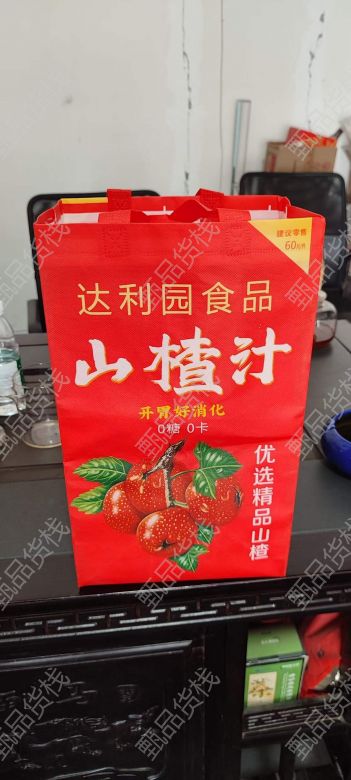 建议零售
60元/件
达利园食品
山楂汁
开胃好消化
0糖 0卡
优选精品山楂
甄品货栈